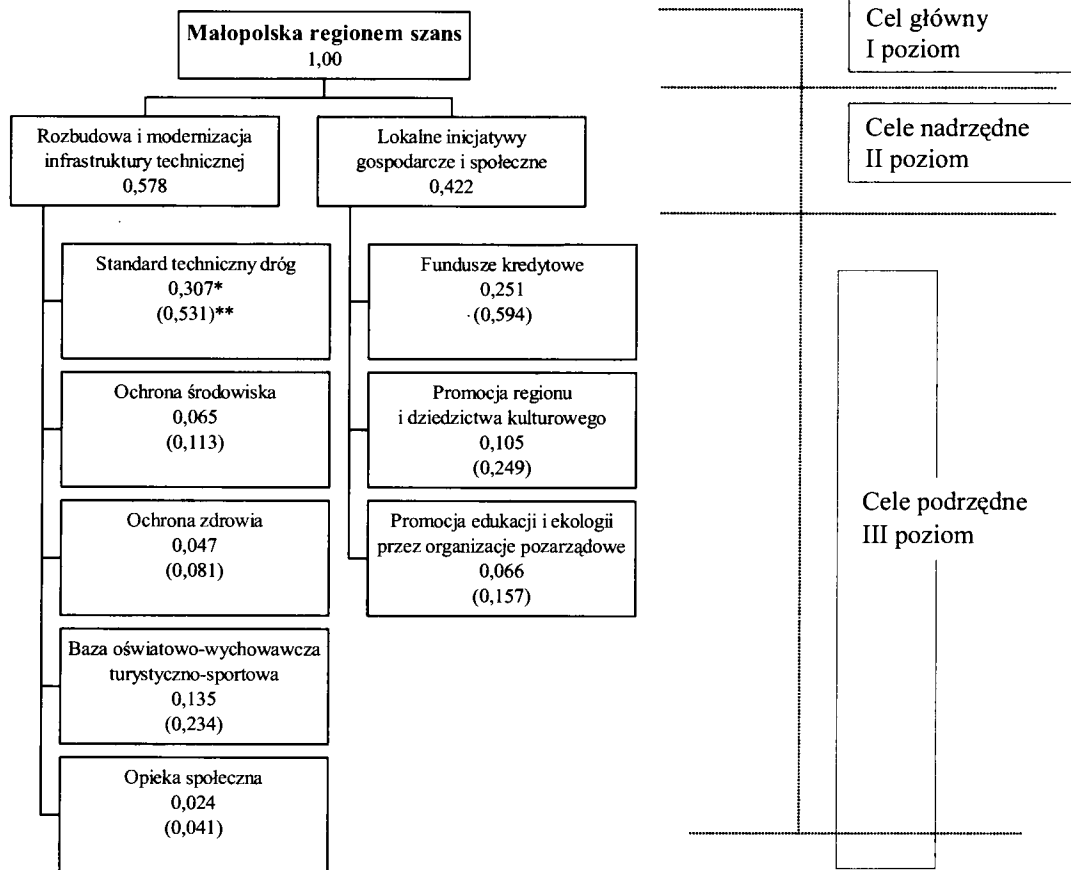 Małopolska regionem szans
1,00
Rozbudowa i modernizacja
infrastruktury technicznej
0,578
Lokalne inicjatywy
gospodarcze i społeczne
0,422
Standard techniczny dróg
0,307*
(0,531)**
Ochrona środowiska
0,065
(0,113)
Ochrona zdrowia
0,047
(0,081)
Baza oświatowo-wychowawcza
turystyczno-sportowa
0,135
(0,234)
Opieka społeczna
0,024
(0,041)
Fundusze kredytowe
0,251
(0,594)
Promocja regionu
i dziedzictwa kulturowego
0,105
(0,249)
Promocja edukacji i ekologii
przez organizacje pozarządowe
0,066
(0,157)
Cel główny
I poziom
Cele nadrzędne
II poziom
Cele podrzędne
III poziom